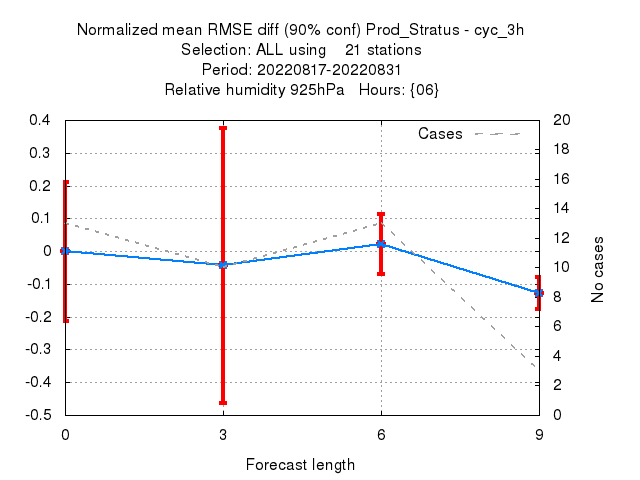 Normalized mean RMSE diff (90% conf) Prod_Stratus - cyc_3h
Selection: ALL using 21 stations
Period: 20220817-20220831
Relative humidity 925hPa Hours: {06}
0.4
0.3
0.2
0.1
0
-0.1
-0.2
-0.3
-0.4
-0.5
Cases
20
18
16
14
12
10
8
6
4
2
0
No cases
0 3 6 9
Forecast length